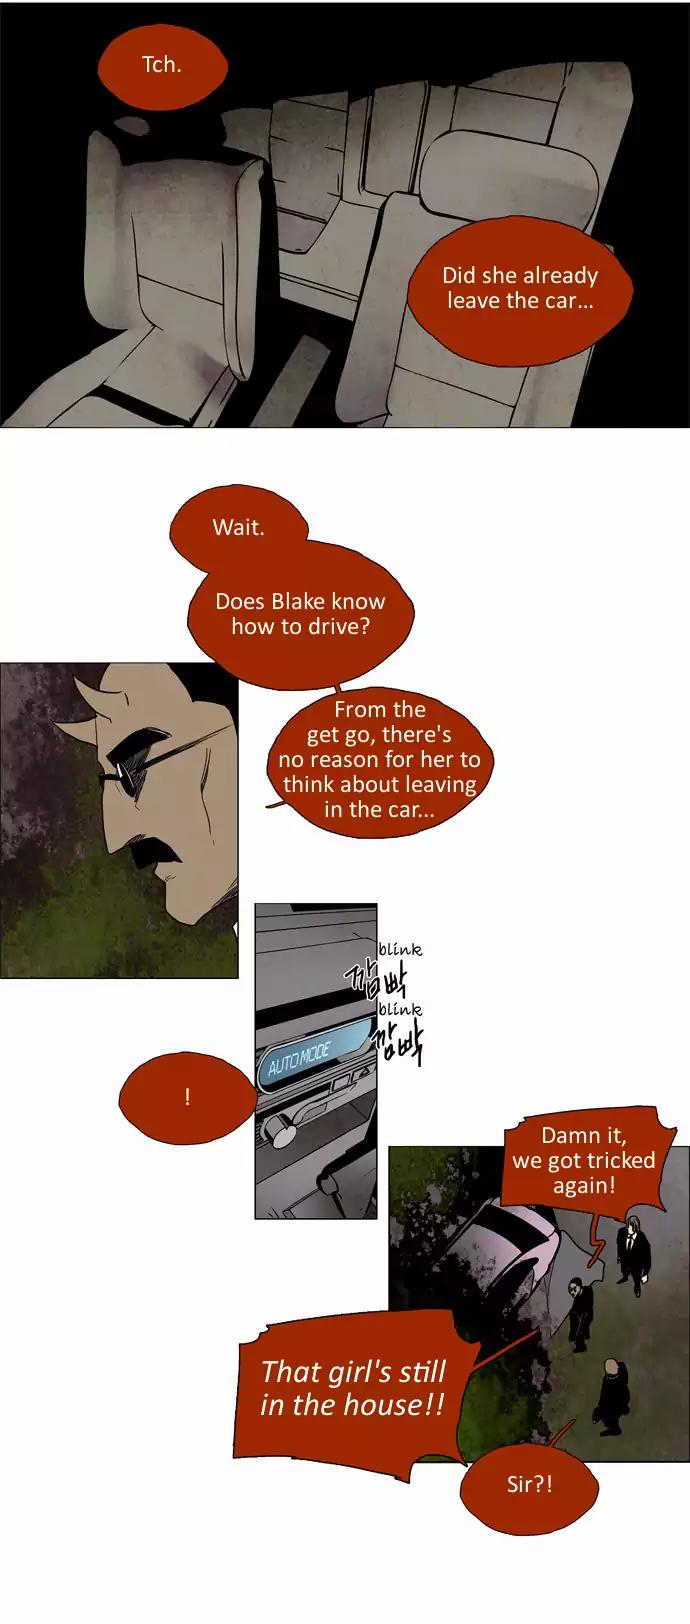 Tch.
Did she already
leave the car...
Wait.
Does Blake know
how to drive?
From the
get go, there's
no reason for her to
think about leaving
in the car...
blink
깜빡
blink
깜빡
AUTO MODE
!
Damn it,
we got tricked
again!
That girl's still
in the house!!
Sir?!